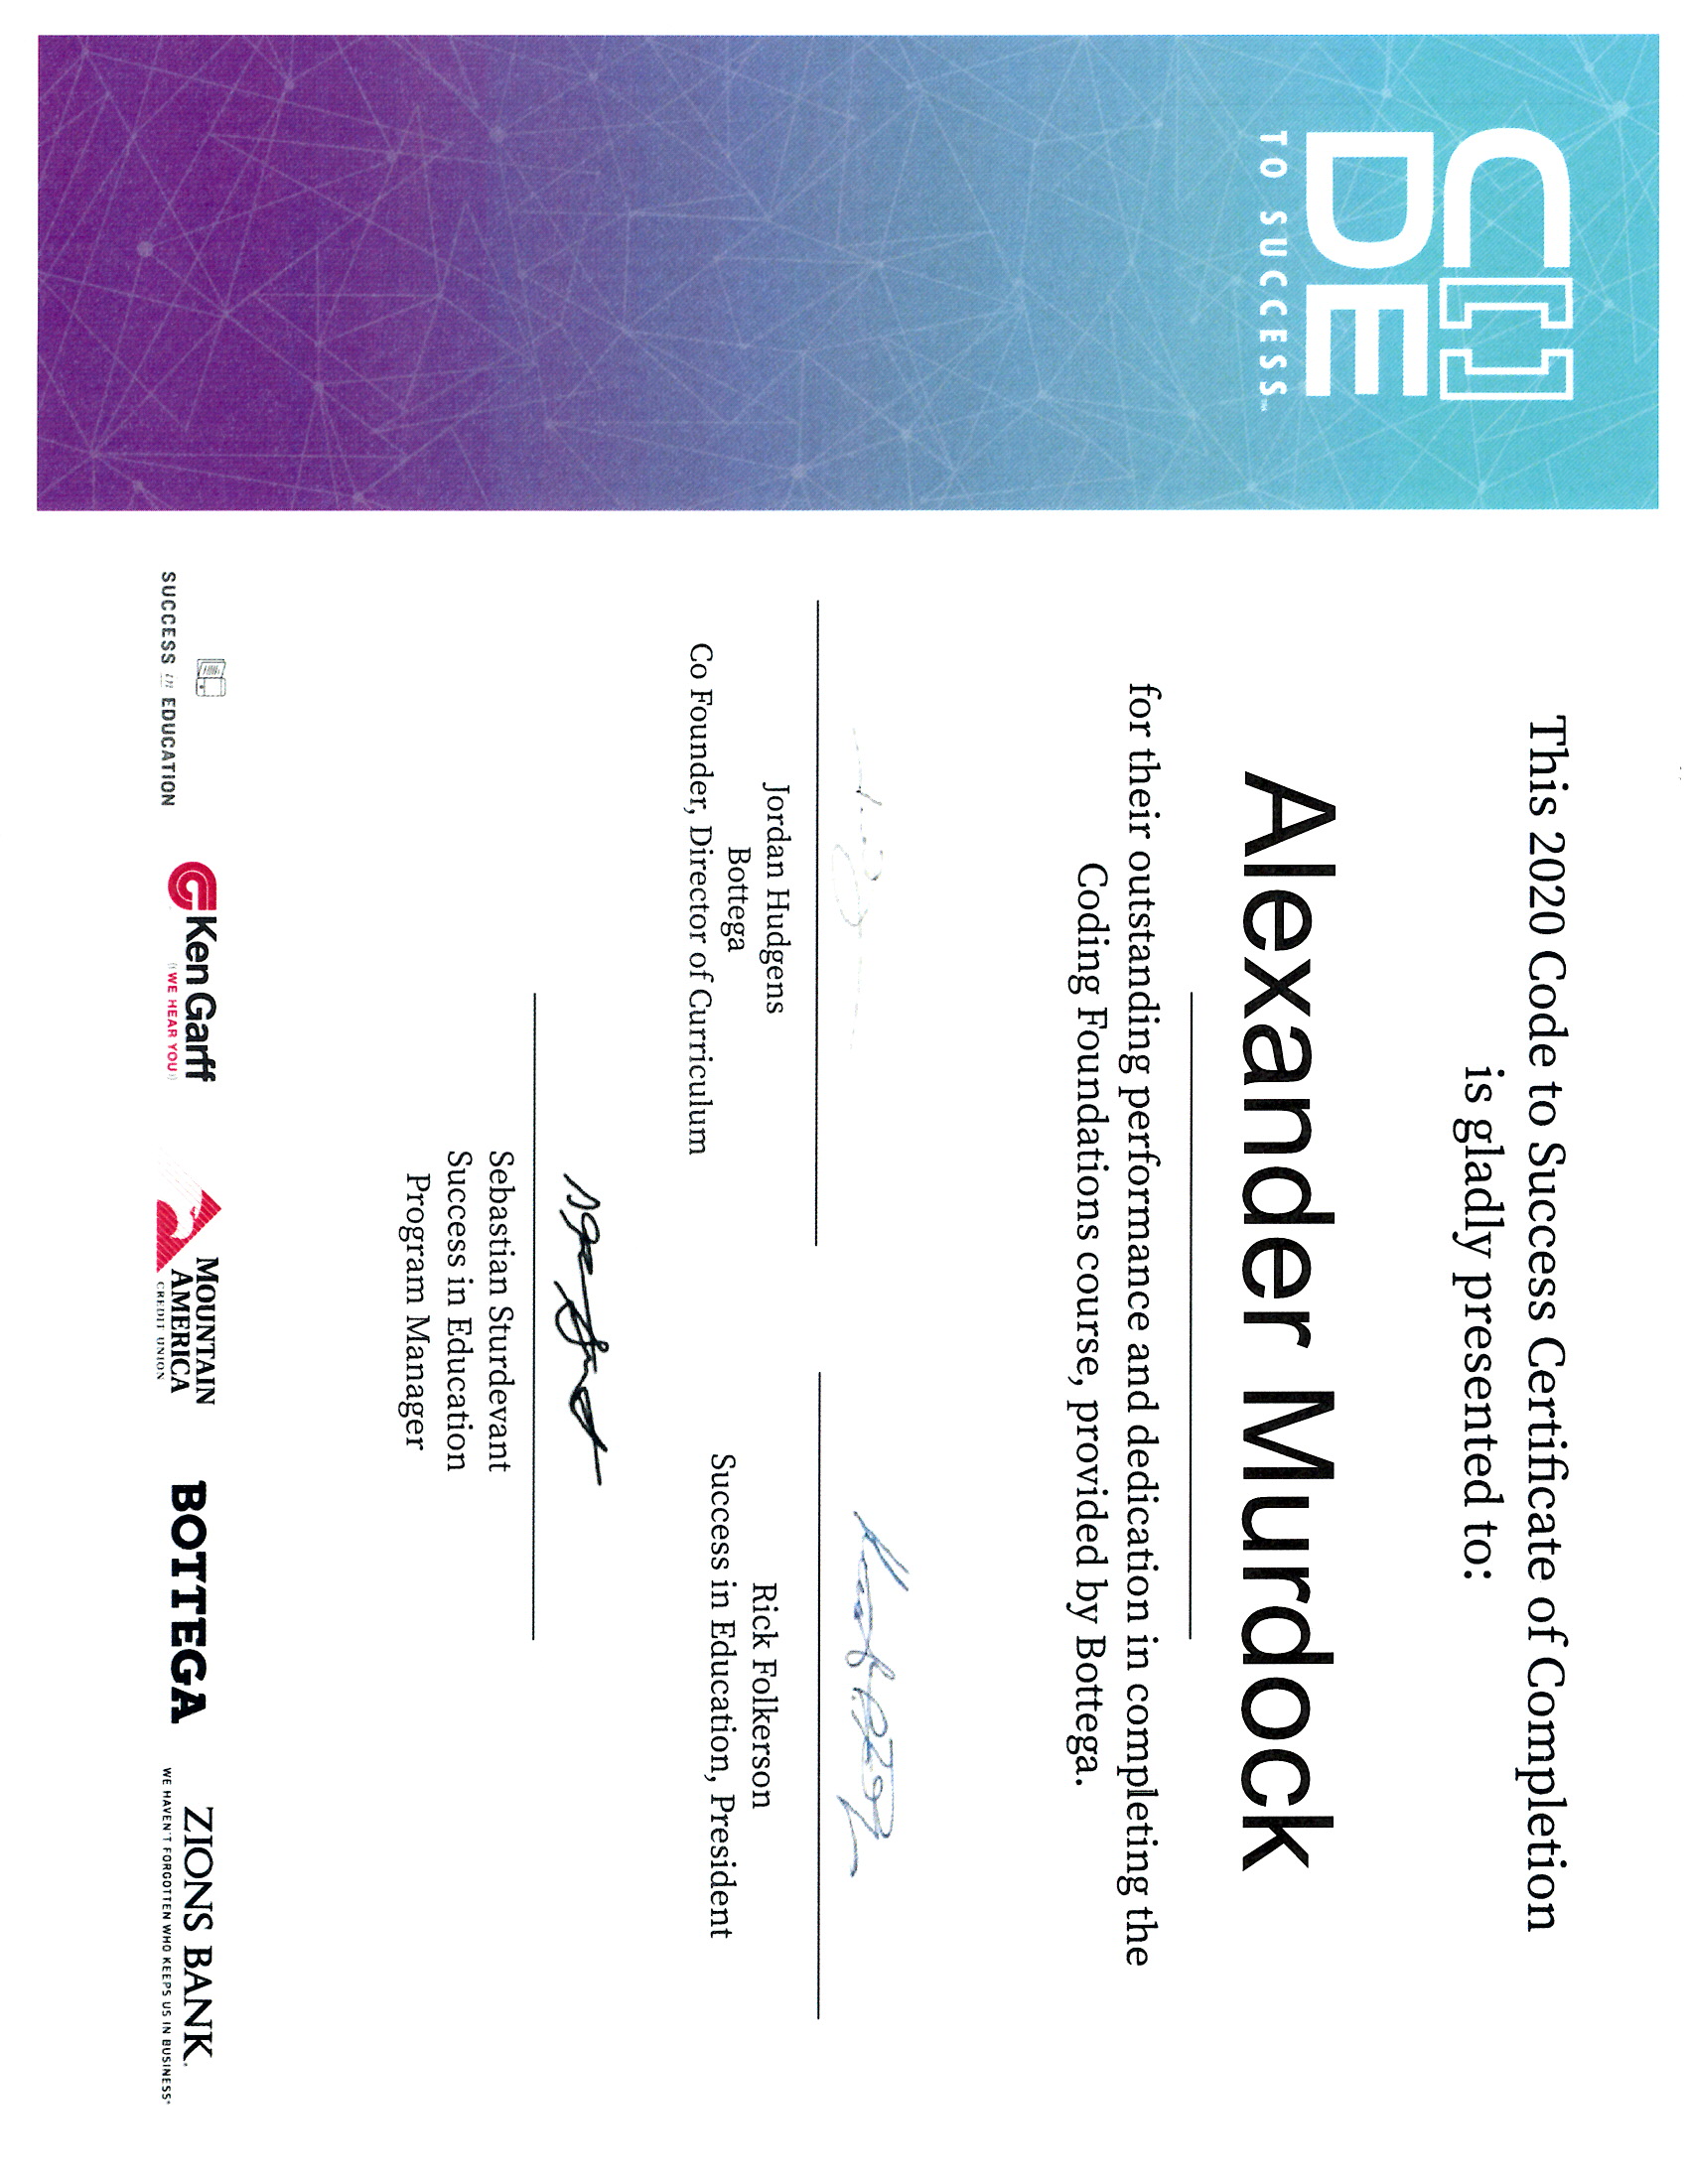 C[]
DE
TO SUCCESS™
This 2020 Code to Success Certificate of Completion
is gladly presented to:
Alexander Murdock
for their outstanding performance and dedication in completing the
Coding Foundations course, provided by Bottega.
Jordan Hudgens
Bottega
Co Founder, Director of Curriculum
Rick Folkerson
Success in Education, President
Sebastian Sturdevant
Success in Education
Program Manager
SUCCESS in EDUCATION
Ken Garff
WE HEAR YOU
MOUNTAIN
AMERICA
CREDIT UNION
BOTTEGA
ZIONS BANK.
WE HAVEN'T FORGOTTEN WHO KEEPS US IN BUSINESS®